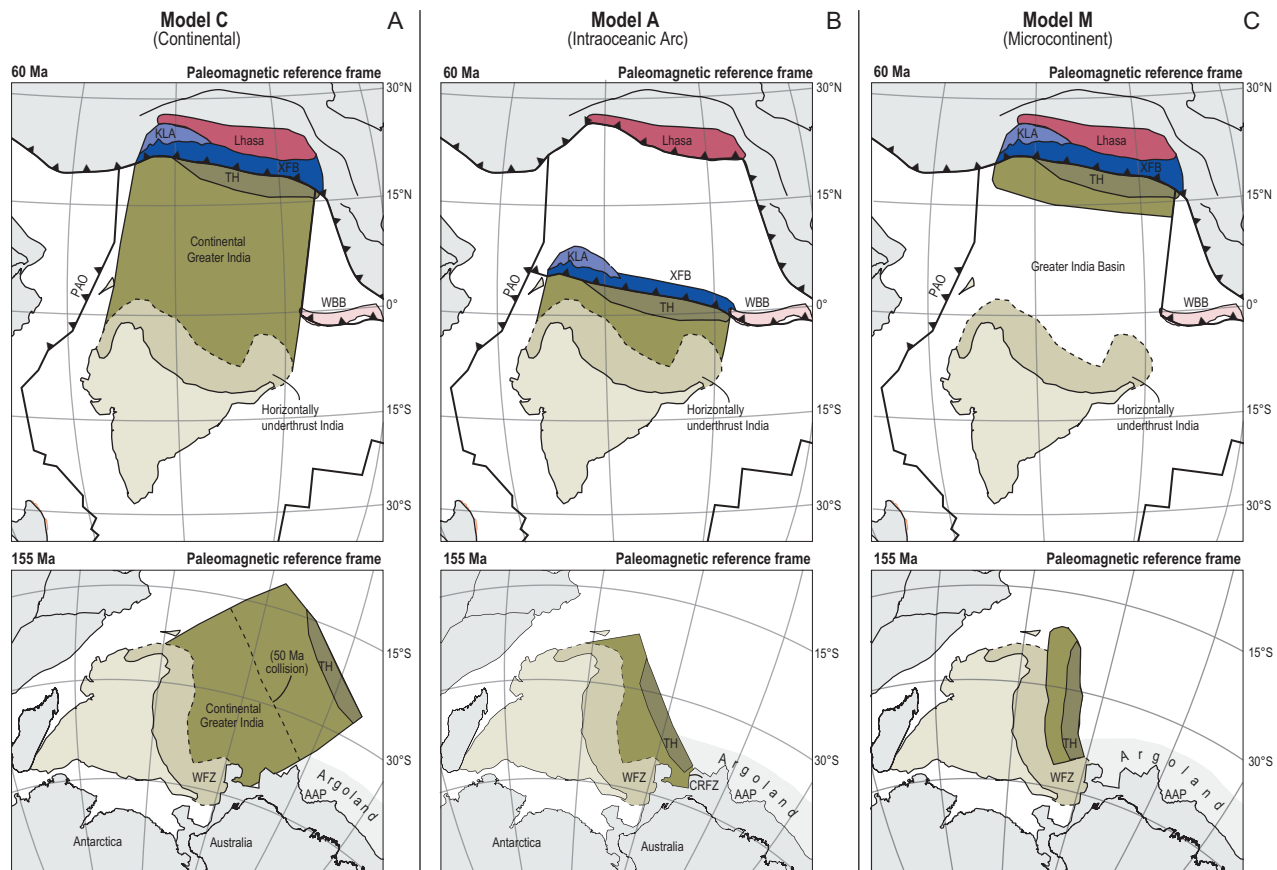 Model C
(Continental)
A
60 Ma
Paleomagnetic reference frame
30°N
KLA
Lhasa
XFB
TH
15°N
Continental
Greater India
PAO
WBB
0°
15°S
Horizontally
underthrust India
30°S
155 Ma
Paleomagnetic reference frame
(50 Ma
collision)
TH
15°S
Continental
Greater India
WFZ
30°S
Argoland
AAP
Antarctica
Australia
Model A
(Intraoceanic Arc)
B
60 Ma
Paleomagnetic reference frame
30°N
Lhasa
15°N
KLA
XFB
PAO
TH
WBB
0°
15°S
Horizontally
underthrust India
30°S
155 Ma
Paleomagnetic reference frame
15°S
TH
WFZ
30°S
CRFZ
Argoland
AAP
Antarctica
Australia
Model M
(Microcontinent)
C
60 Ma
Paleomagnetic reference frame
30°N
KLA
Lhasa
XFB
TH
15°N
Greater India Basin
PAO
WBB
0°
15°S
Horizontally
underthrust India
30°S
155 Ma
Paleomagnetic reference frame
15°S
TH
WFZ
30°S
Argoland
AAP
Antarctica
Australia